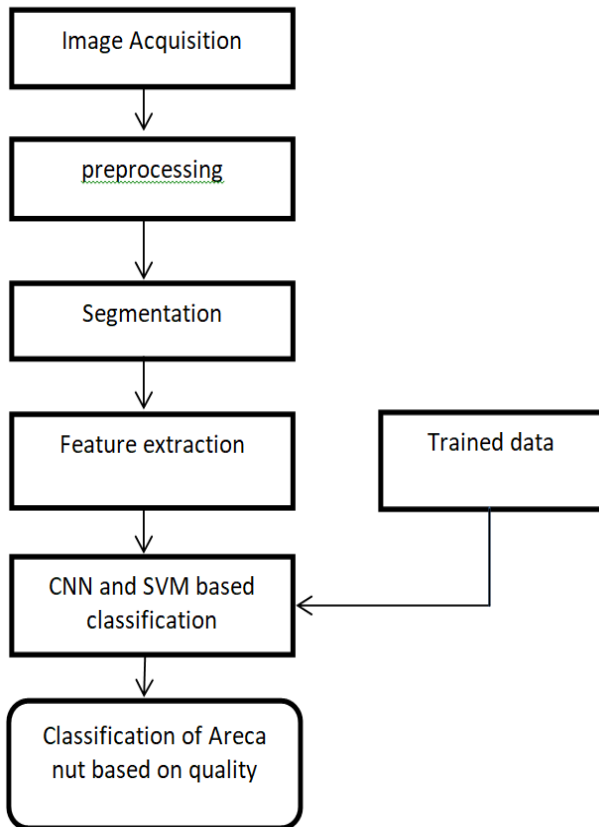 Image Acquisition
preprocessing
Segmentation
Feature extraction
Trained data
CNN and SVM based
classification
Classification of Areca
nut based on quality